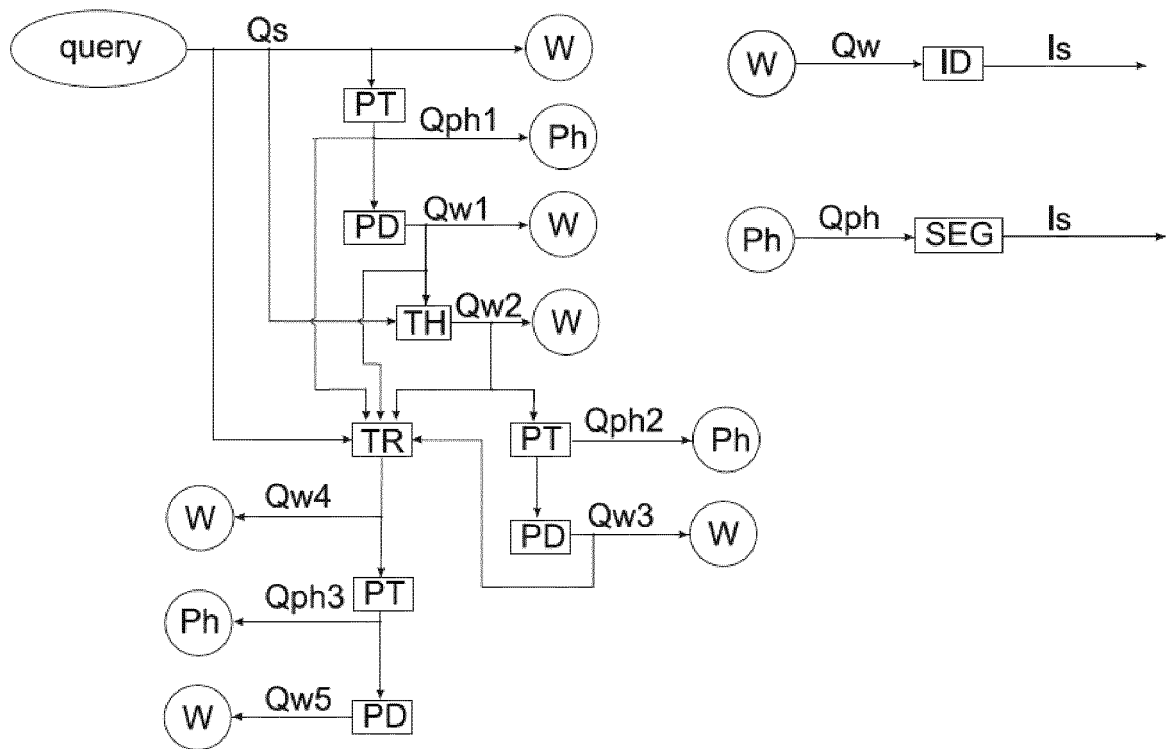 query Qs W
PT
Qph1 Ph
PD Qw1 W
TH Qw2 W
TR PT Qph2 Ph
W Qw4
PD Qw3 W
Ph Qph3 PT
W Qw5 PD
W Qw ID Is
Ph Qph SEG Is